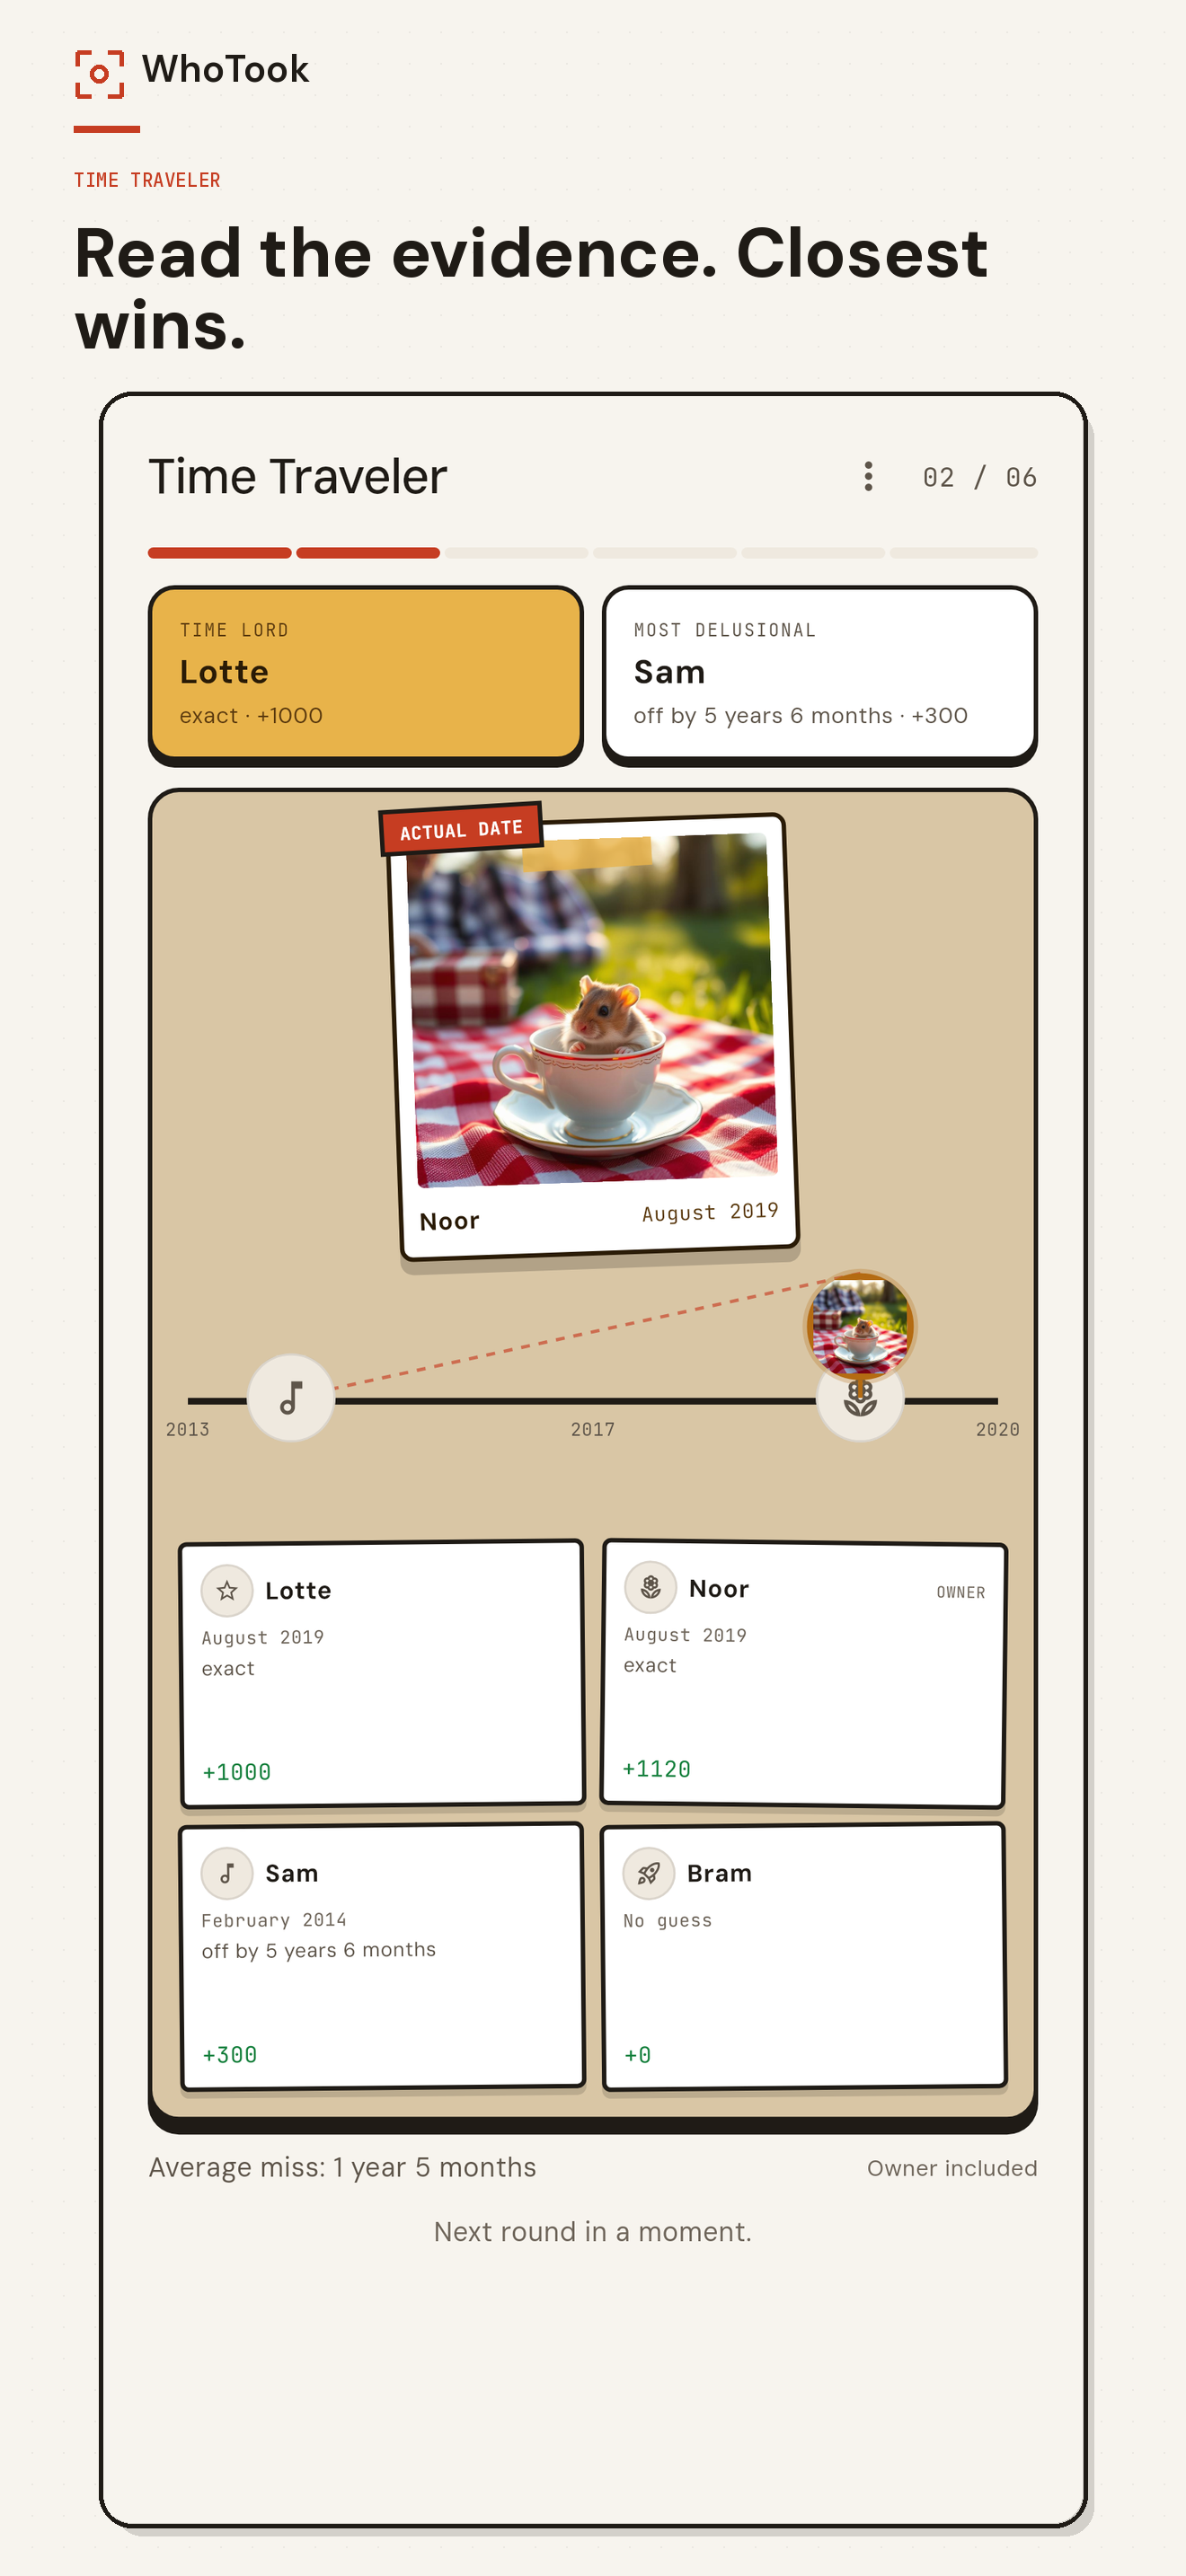 WhoTook
TIME TRAVELER
Read the evidence. Closest
wins.
Time Traveler
02 / 06
TIME LORD
Lotte
exact · +1000
MOST DELUSIONAL
Sam
off by 5 years 6 months · +300
ACTUAL DATE
Noor
August 2019
2013
2017
2020
Lotte
August 2019
exact
+1000
Noor
OWNER
August 2019
exact
+1120
Sam
February 2014
off by 5 years 6 months
+300
Bram
No guess
+0
Average miss: 1 year 5 months
Owner included
Next round in a moment.